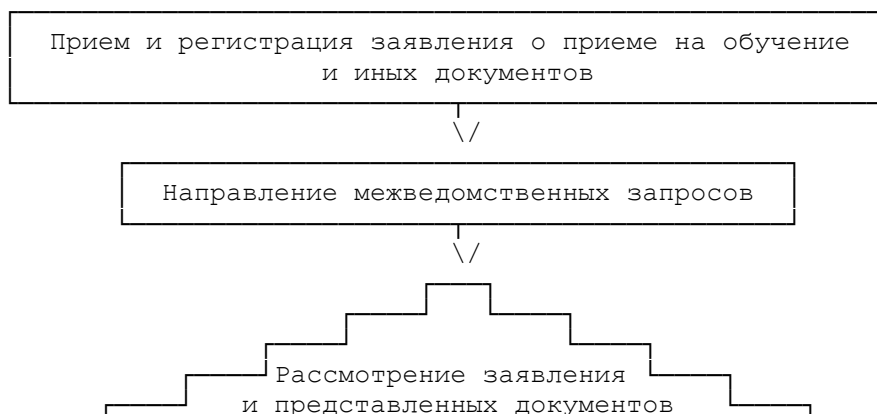 Прием и регистрация заявления о приеме на обучение
и иных документов
Направление межведомственных запросов
Рассмотрение заявления
и представленных документов